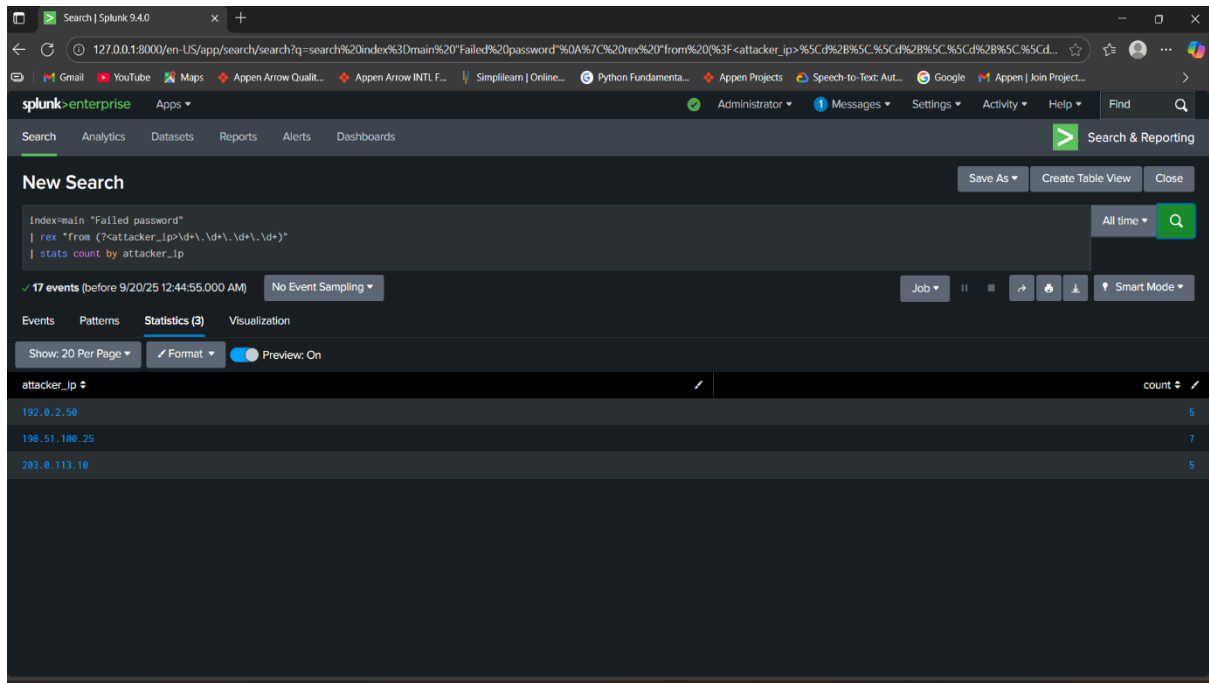 Search | Splunk 9.4.0
127.0.0.1:8000/en-US/app/search/search?q=search%20index%3Dmain%20"Failed%20password"%0A%7C%20rex%20"from%20(%3F<attacker_ip>%5Cd%2B%5C.%5Cd%2B%5C.%5Cd%2B%5C.%5Cd...
Gmail YouTube Maps Appen Arrow Qualit... Appen Arrow INTL F... Simplilearn | Online... Python Fundamenta... Appen Projects Speech-to-Text: Aut... Google Appen | Join Project...
splunk>enterprise Apps Administrator 1 Messages Settings Activity Help Find
Search Analytics Datasets Reports Alerts Dashboards Search & Reporting
New Search Save As Create Table View Close
index=main "Failed password" All time
| rex "from (?<attacker_ip>\d+\.\d+\.\d+\.\d+)"
| stats count by attacker_ip
17 events (before 9/20/25 12:44:55.000 AM) No Event Sampling Job Smart Mode
Events Patterns Statistics (3) Visualization
Show: 20 Per Page Format Preview: On
attacker_ip count
192.0.2.50 5
198.51.100.25 7
203.0.113.10 5